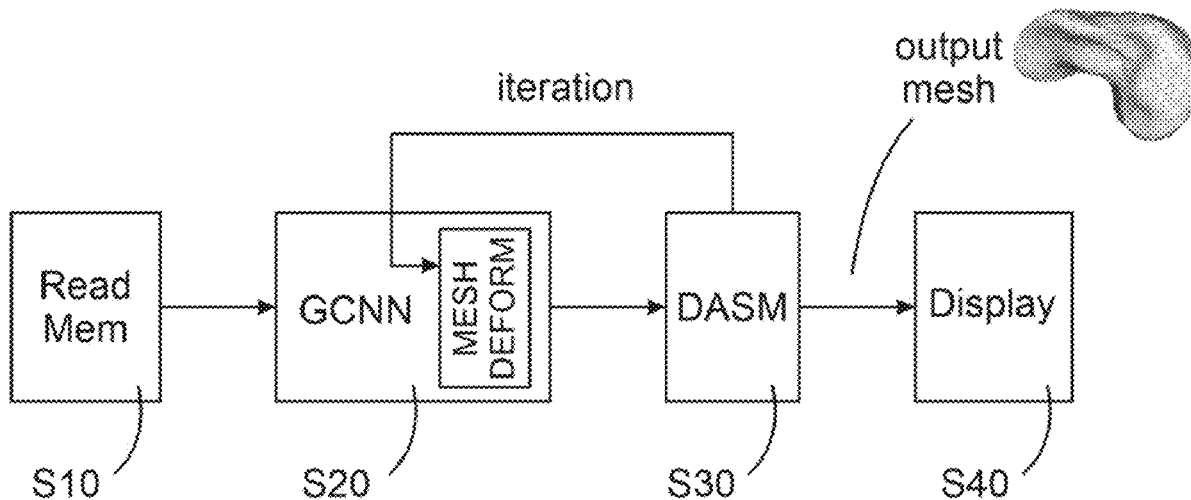 output
mesh
iteration
Read
Mem
GCNN
MESH
DEFORM
DASM
Display
S10
S20
S30
S40